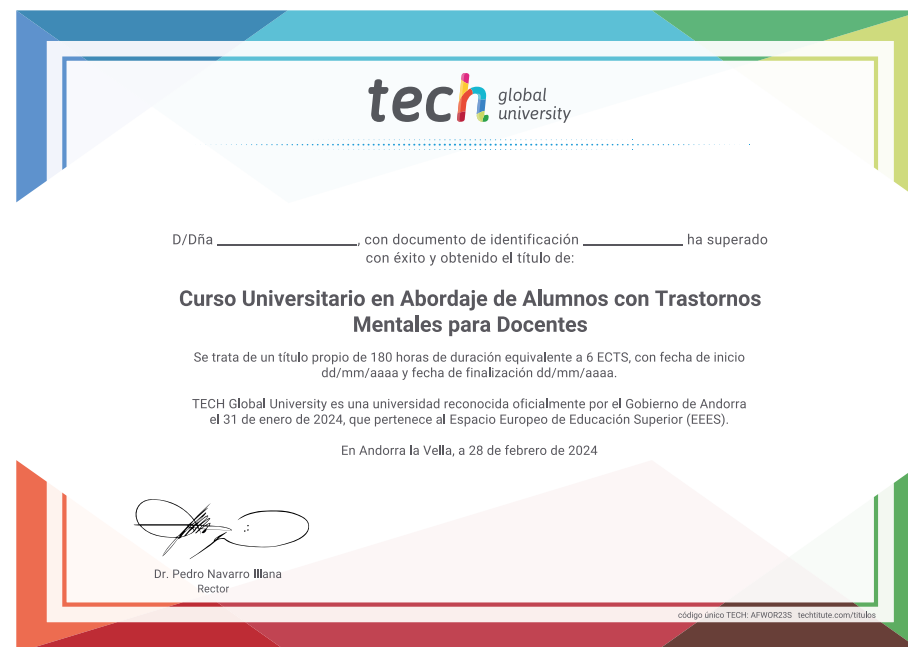 tech global university
D/Dña ____________________, con documento de identificación ______________ ha superado
con éxito y obtenido el título de:
Curso Universitario en Abordaje de Alumnos con Trastornos
Mentales para Docentes
Se trata de un título propio de 180 horas de duración equivalente a 6 ECTS, con fecha de inicio
dd/mm/aaaa y fecha de finalización dd/mm/aaaa.
TECH Global University es una universidad reconocida oficialmente por el Gobierno de Andorra
el 31 de enero de 2024, que pertenece al Espacio Europeo de Educación Superior (EEES).
En Andorra la Vella, a 28 de febrero de 2024
Dr. Pedro Navarro Illana
Rector
código único TECH: AFWOR23S techtitute.com/titulos